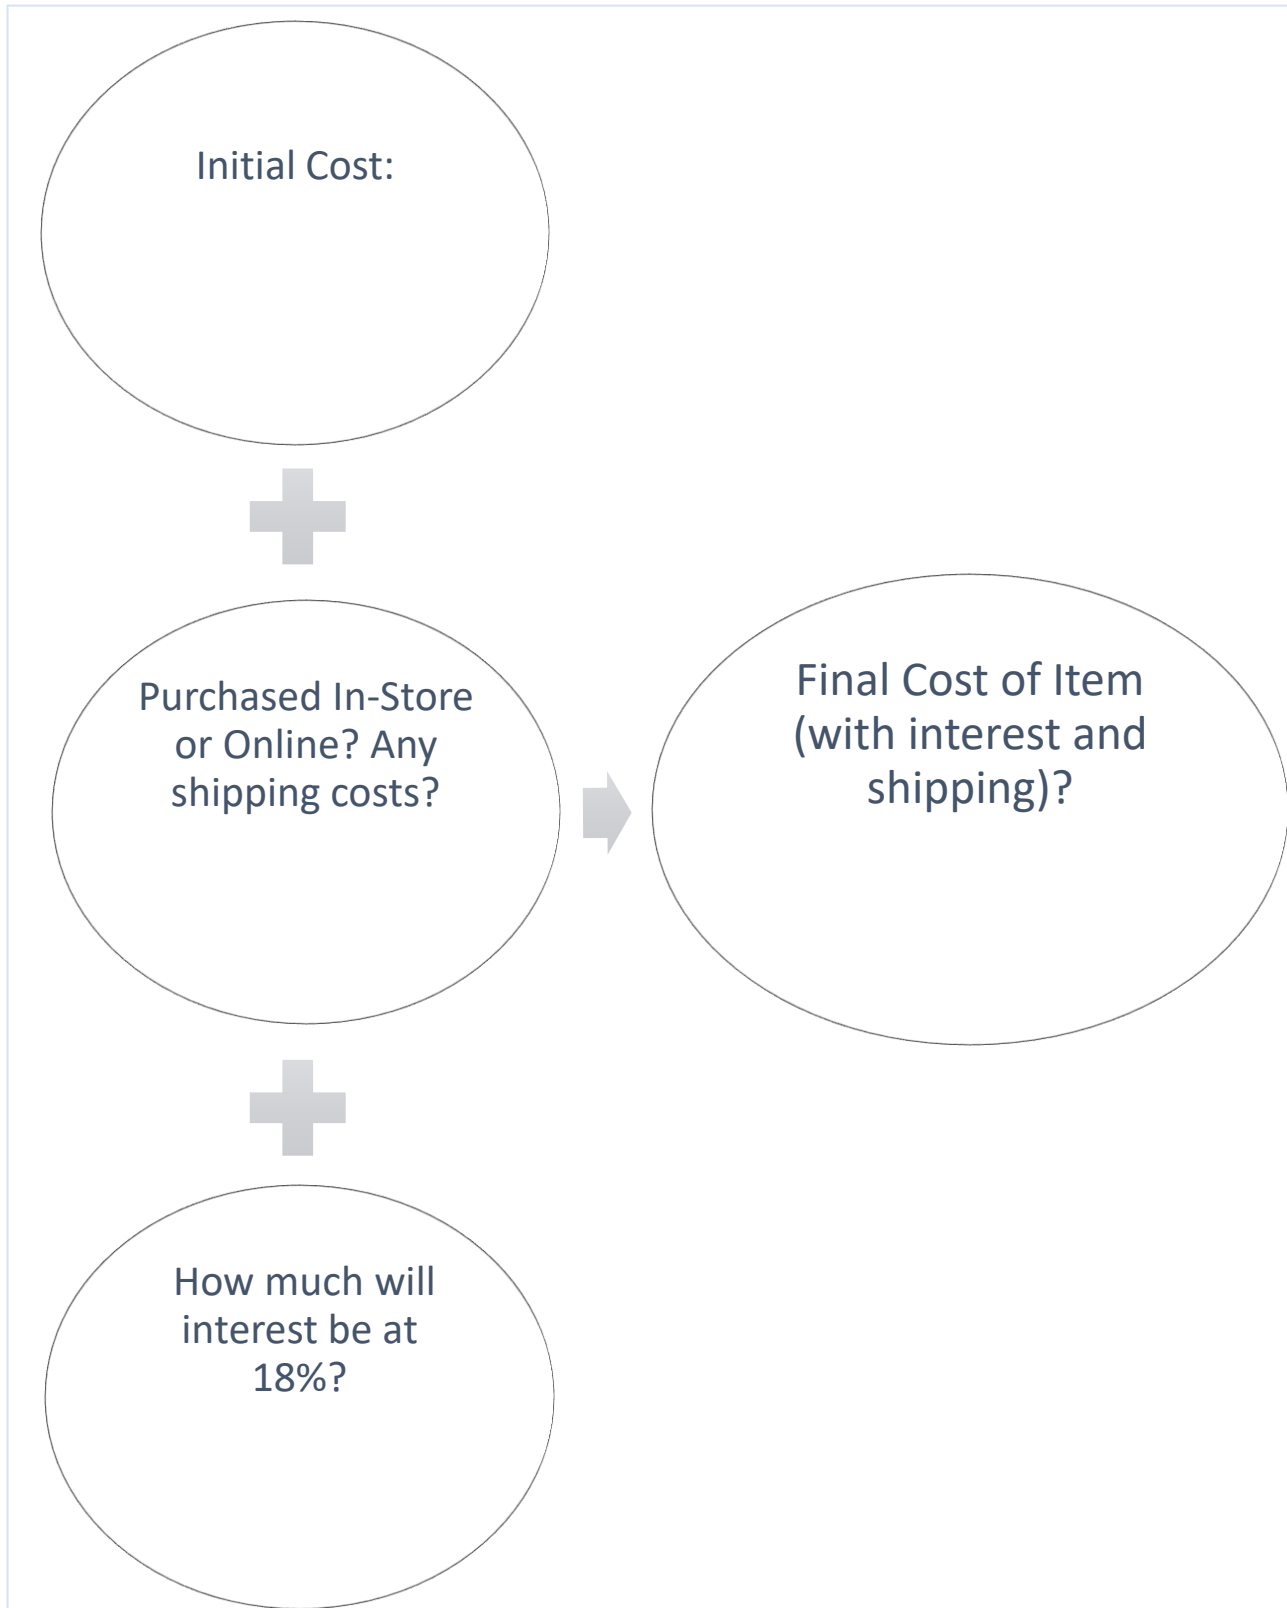 Initial Cost:
Purchased In-Store
or Online? Any
shipping costs?
Final Cost of Item
(with interest and
shipping)?
How much will
interest be at
18%?